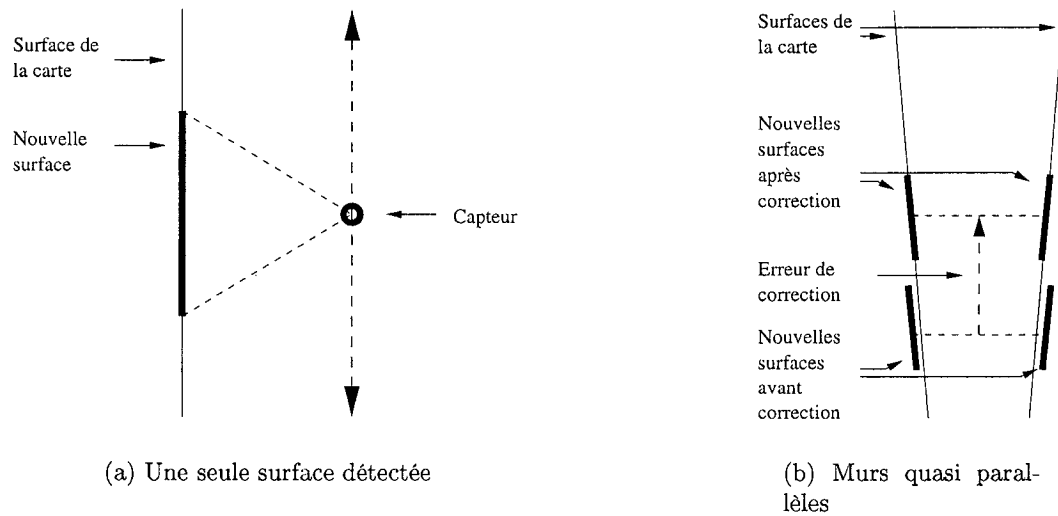 Surface de
la carte
Nouvelle
surface
Capteur
(a) Une seule surface détectée
Surfaces de
la carte
Nouvelles
surfaces
après
correction
Erreur de
correction
Nouvelles
surfaces
avant
correction
(b) Murs quasi paral-
lèles